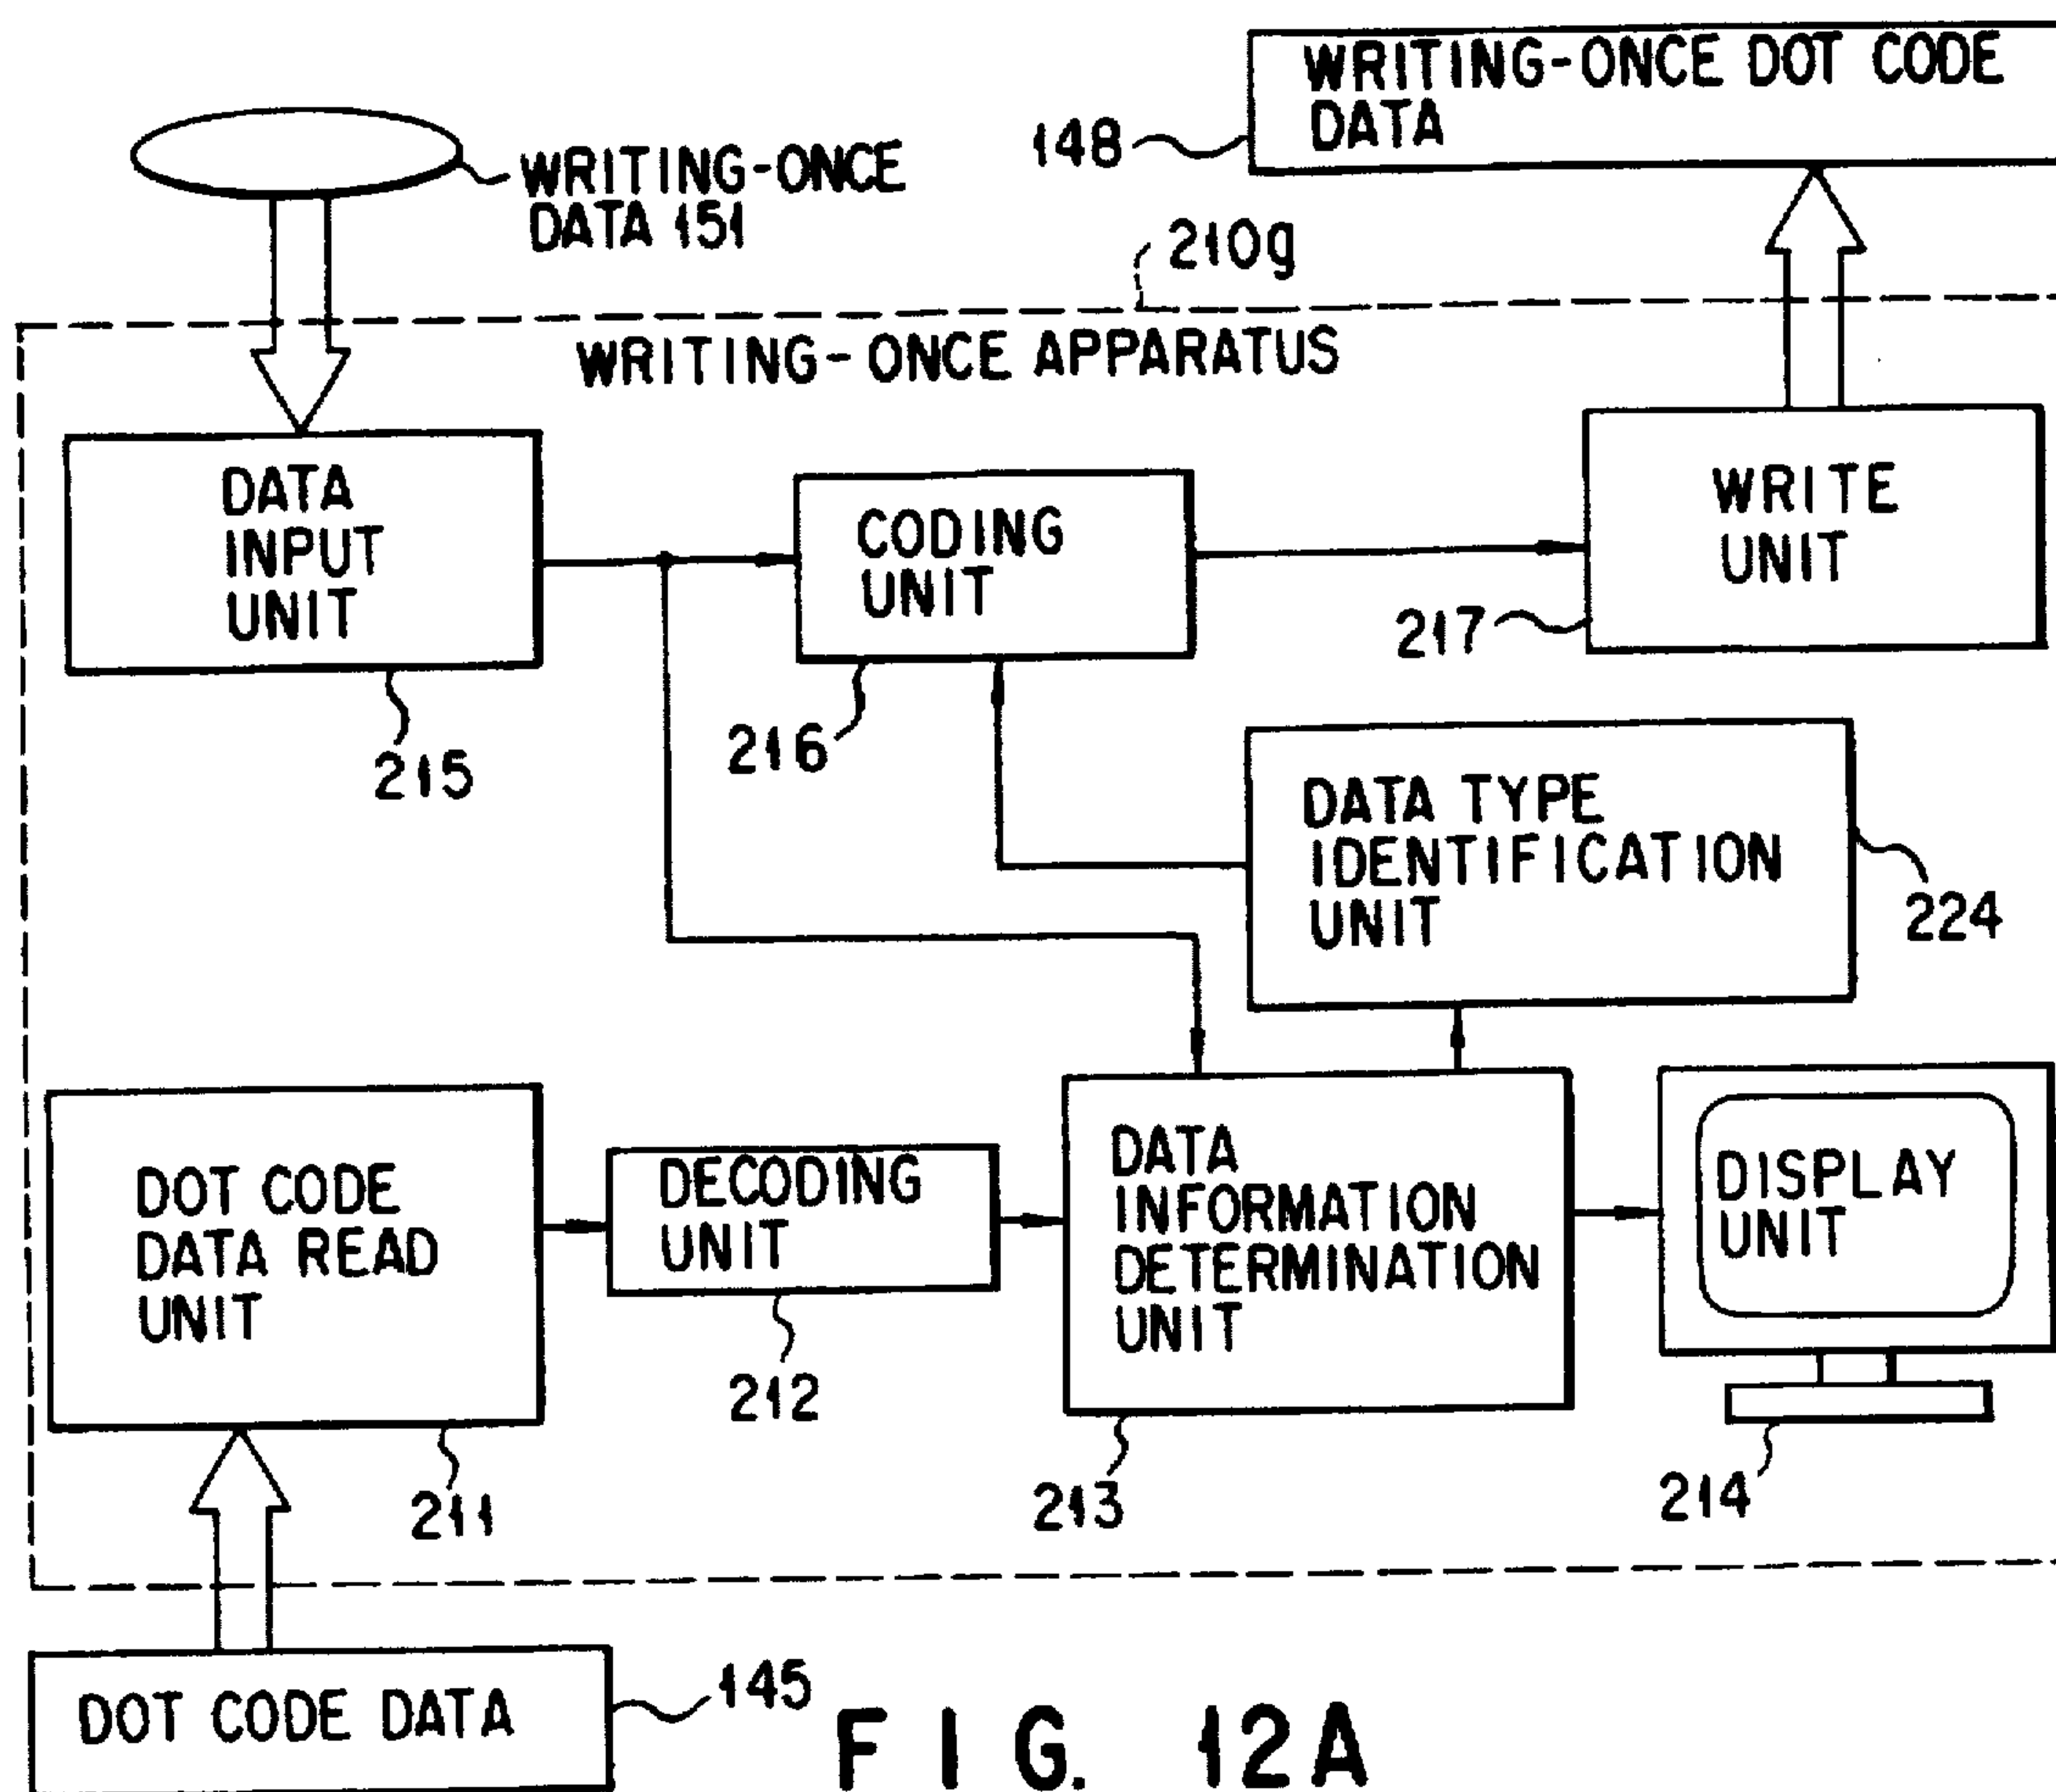 WRITING-ONCE DOT CODE
DATA
148
WRITING-ONCE
DATA 151
210g
WRITING-ONCE APPARATUS
DATA
INPUT
UNIT
215
CODING
UNIT
216
WRITE
UNIT
217
DATA TYPE
IDENTIFICATION
UNIT
224
DOT CODE
DATA READ
UNIT
211
DECODING
UNIT
212
DATA
INFORMATION
DETERMINATION
UNIT
213
DISPLAY
UNIT
214
DOT CODE DATA
145
FIG. 12A